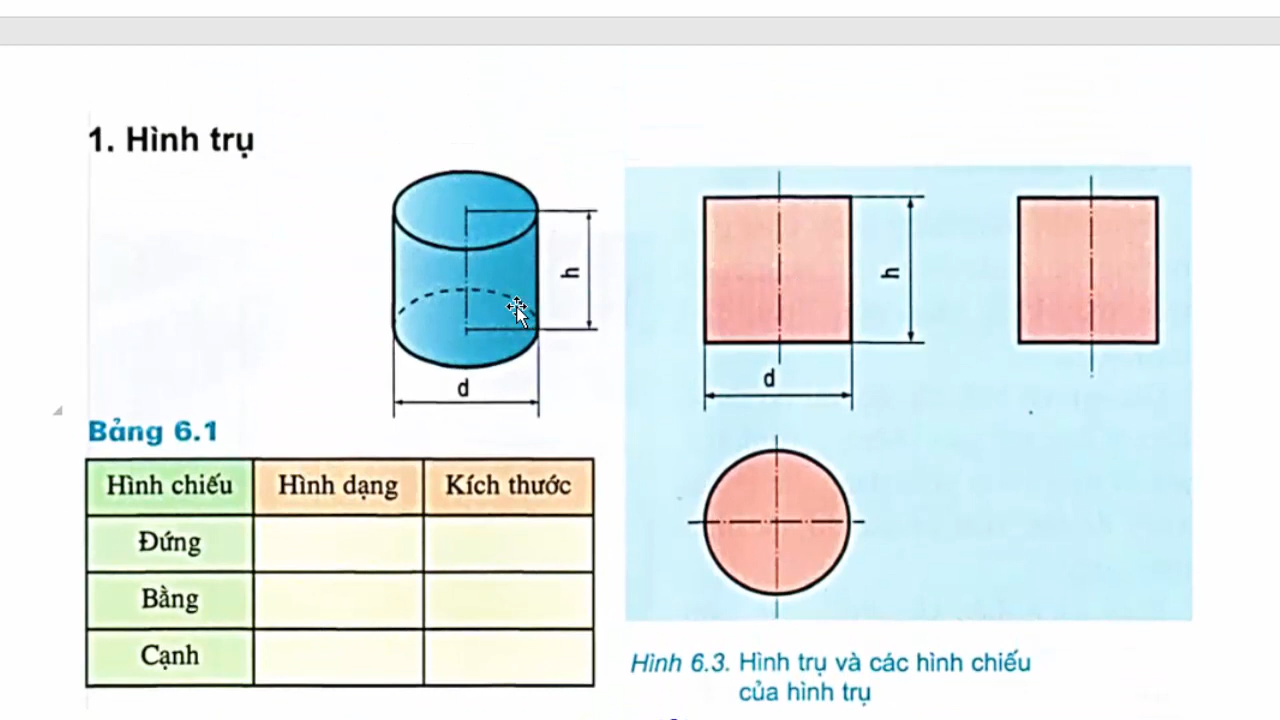 1. Hình trụ
h
d
h
d
Bảng 6.1
Hình chiếu Hình dạng Kích thước
Đứng
Bằng
Cạnh
Hình 6.3. Hình trụ và các hình chiếu
của hình trụ